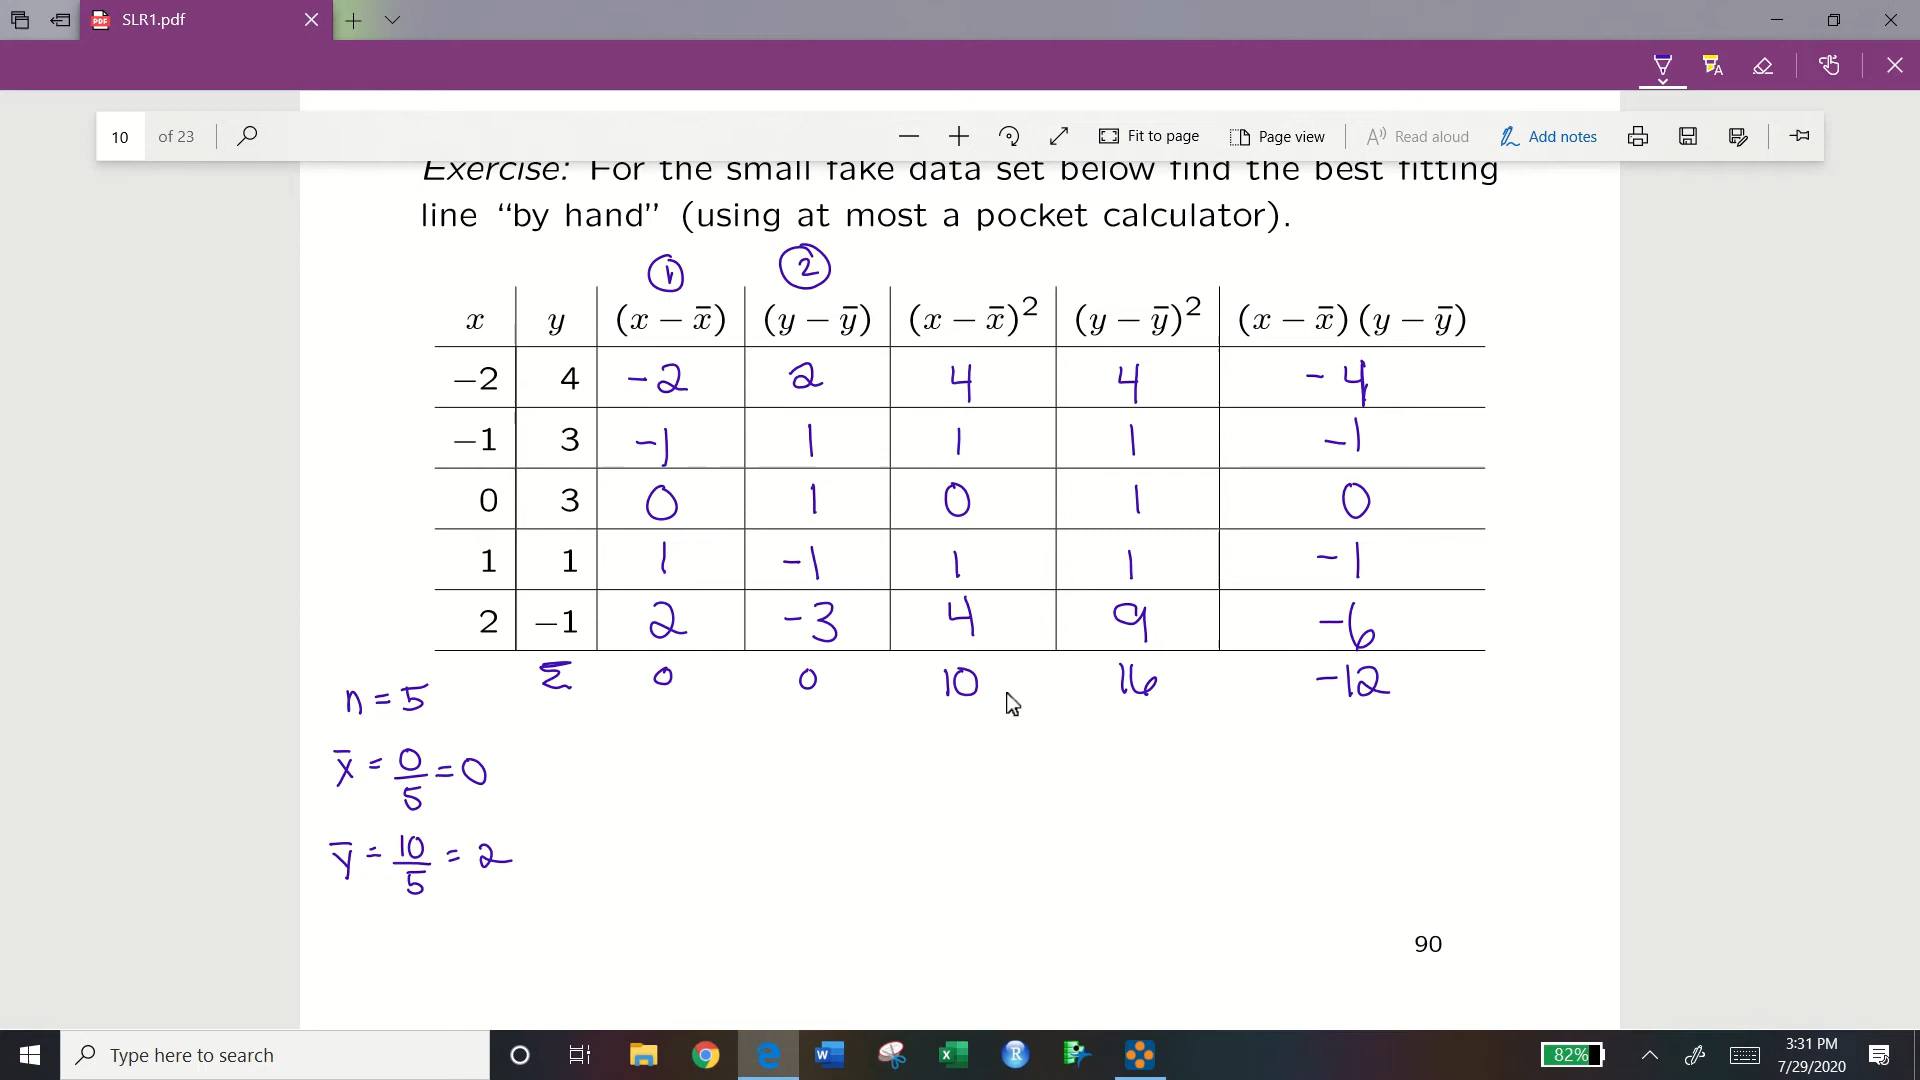 SLR1.pdf
10 of 23 Fit to page Page view Read aloud Add notes
Exercise: For the small fake data set below find the best fitting
line “by hand” (using at most a pocket calculator).
① ②
x y (x − x̄) (y − ȳ) (x − x̄)² (y − ȳ)² (x − x̄)(y − ȳ)
−2 4 -2 2 4 4 -4
−1 3 -1 1 1 1 -1
0 3 0 1 0 1 0
1 1 1 -1 1 1 -1
2 −1 2 -3 4 9 -6
Σ 0 0 10 16 -12
n = 5
x̄ = 0/5 = 0
ȳ = 10/5 = 2
90
Type here to search 82% 3:31 PM
7/29/2020